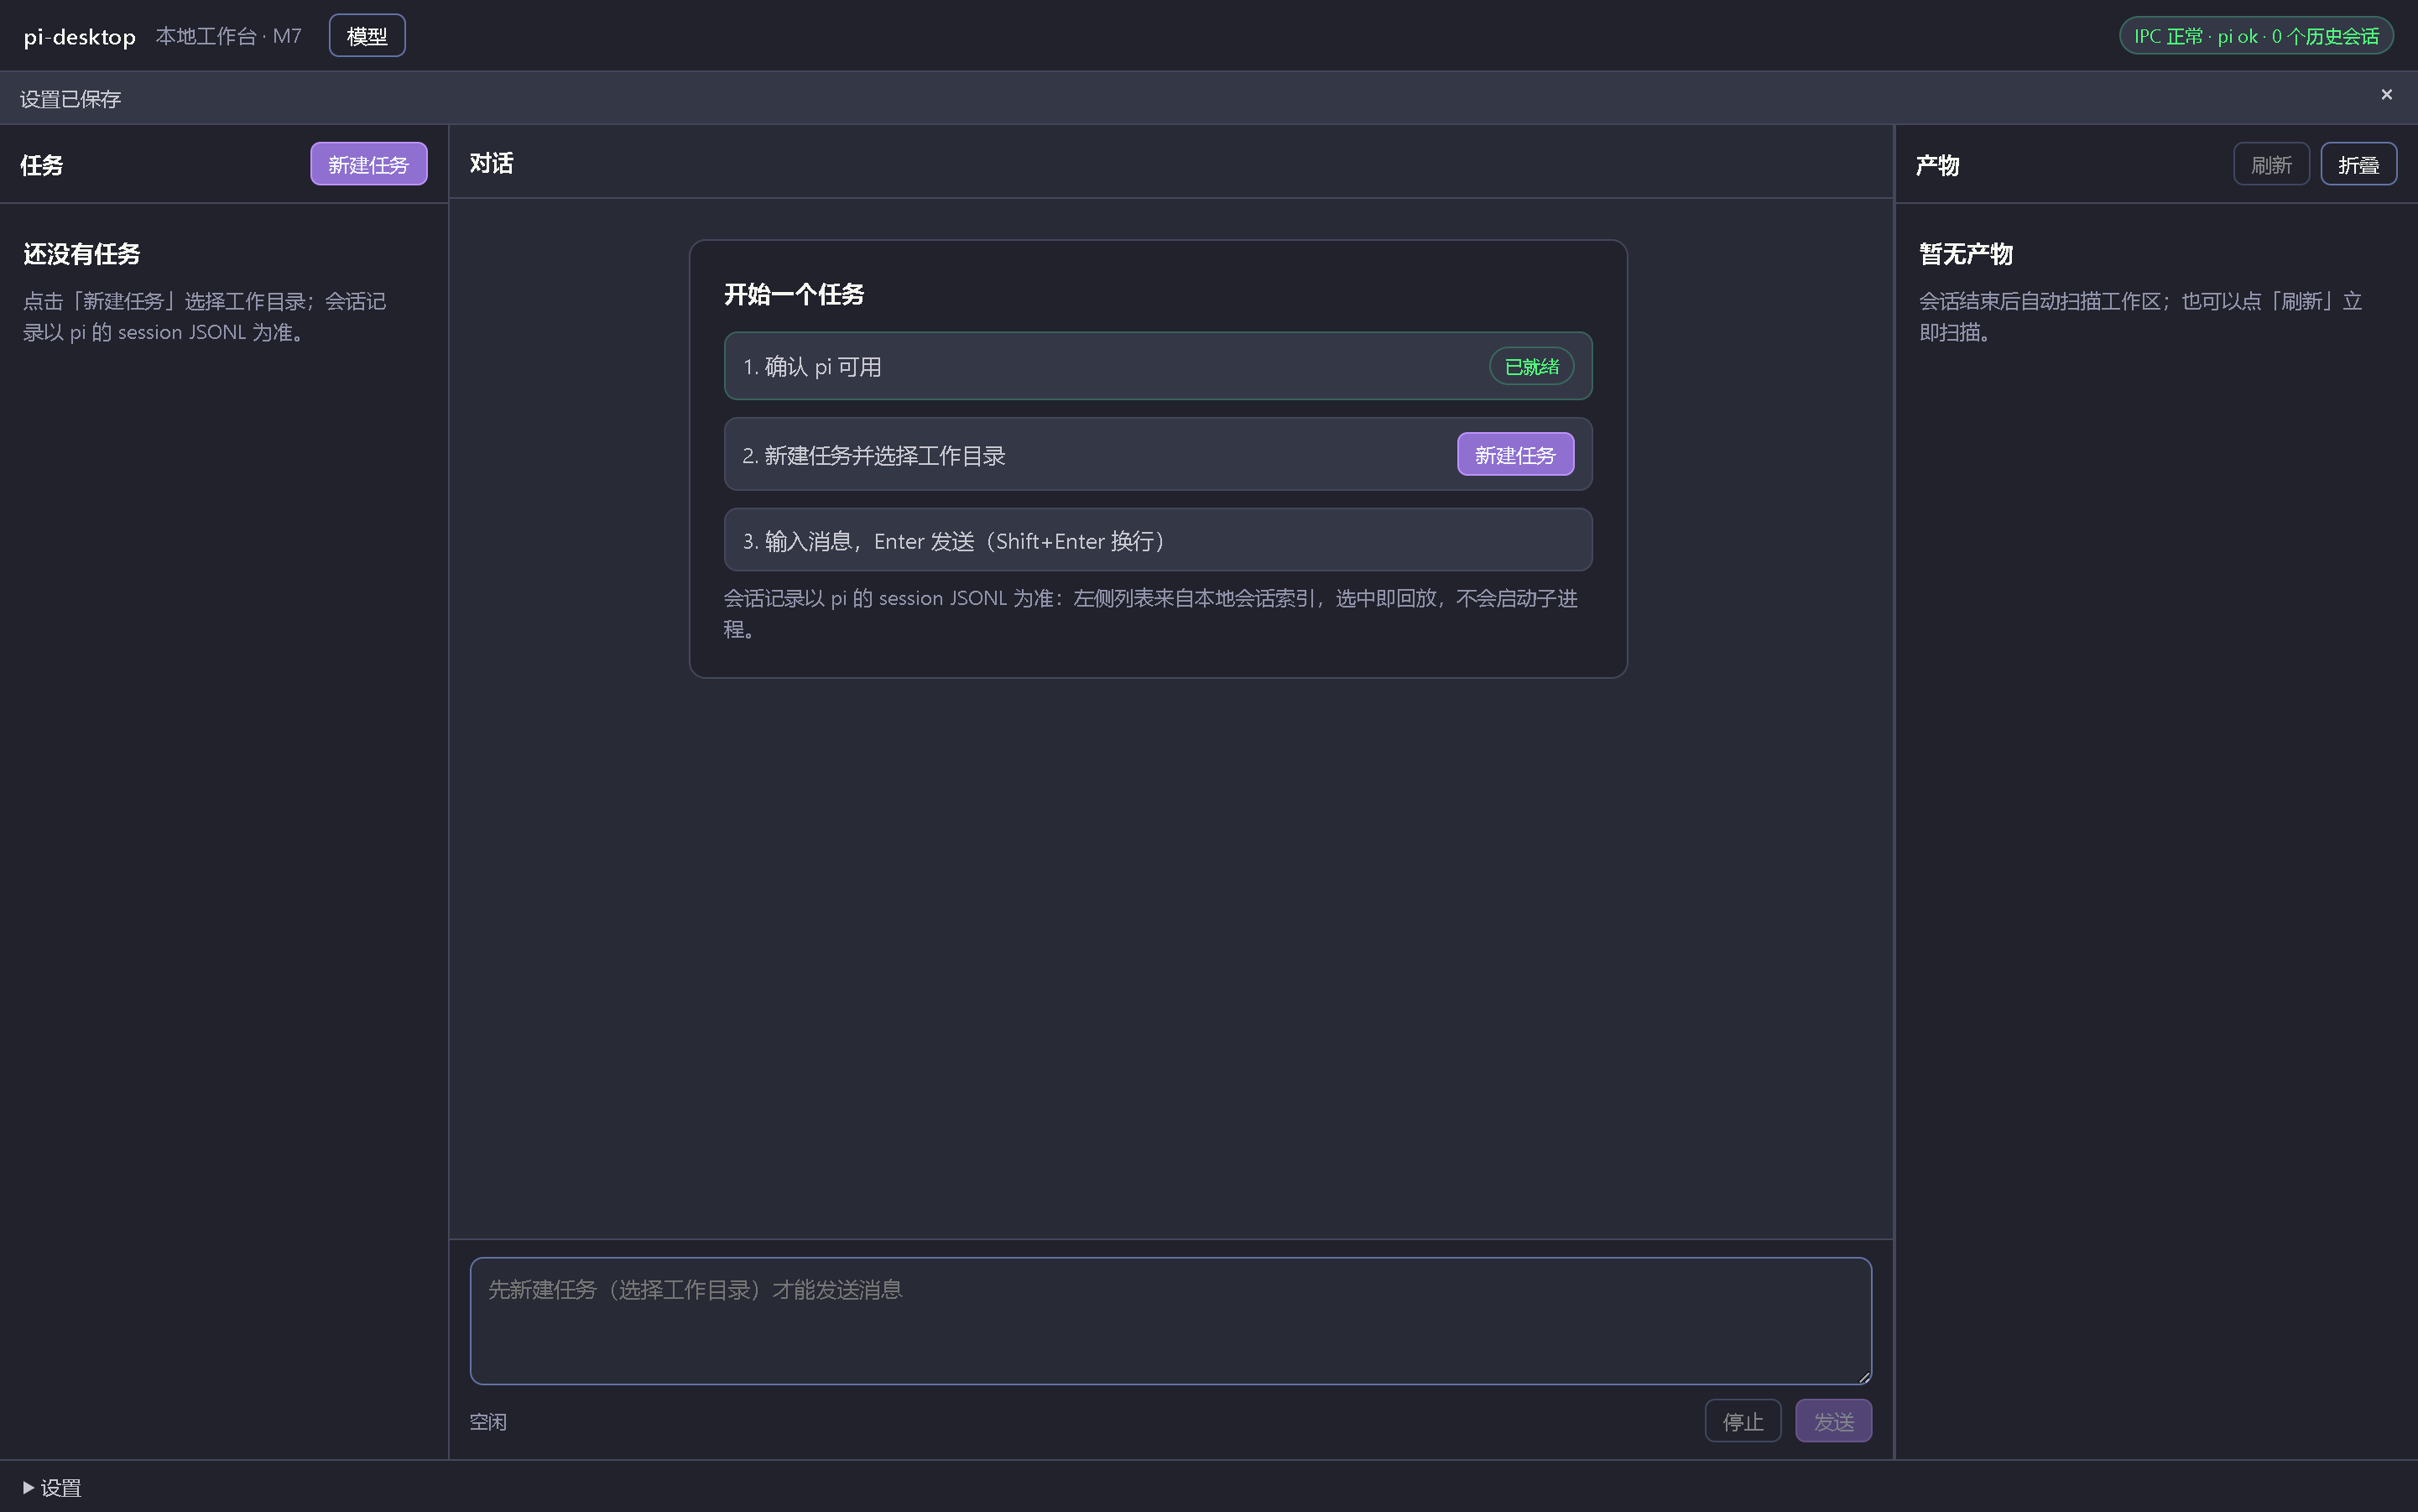 pi-desktop 本地工作台 · M7 模型 IPC 正常 · pi ok · 0 个历史会话
设置已保存 ×
任务 新建任务
还没有任务
点击「新建任务」选择工作目录；会话记
录以 pi 的 session JSONL 为准。
对话
开始一个任务
1. 确认 pi 可用 已就绪
2. 新建任务并选择工作目录 新建任务
3. 输入消息，Enter 发送（Shift+Enter 换行）
会话记录以 pi 的 session JSONL 为准：左侧列表来自本地会话索引，选中即回放，不会启动子进
程。
先新建任务（选择工作目录）才能发送消息
空闲 停止 发送
产物 刷新 折叠
暂无产物
会话结束后自动扫描工作区；也可以点「刷新」立
即扫描。
设置